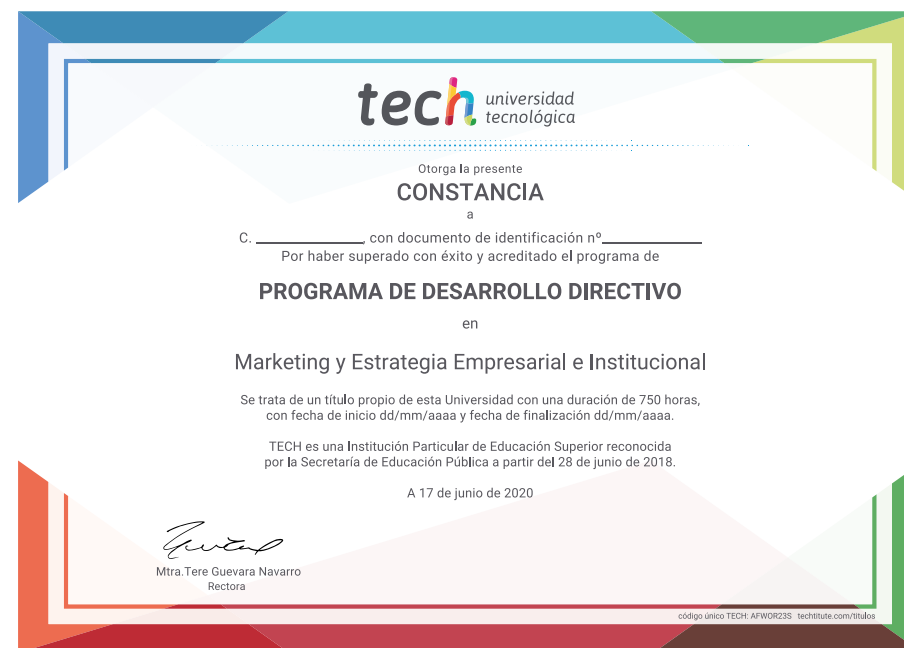 tech universidad
tecnológica
Otorga la presente
CONSTANCIA
a
C. ______________, con documento de identificación nº_____________
Por haber superado con éxito y acreditado el programa de
PROGRAMA DE DESARROLLO DIRECTIVO
en
Marketing y Estrategia Empresarial e Institucional
Se trata de un título propio de esta Universidad con una duración de 750 horas,
con fecha de inicio dd/mm/aaaa y fecha de finalización dd/mm/aaaa.
TECH es una Institución Particular de Educación Superior reconocida
por la Secretaría de Educación Pública a partir del 28 de junio de 2018.
A 17 de junio de 2020
Mtra.Tere Guevara Navarro
Rectora
código único TECH: AFWOR23S techtitute.com/titulos